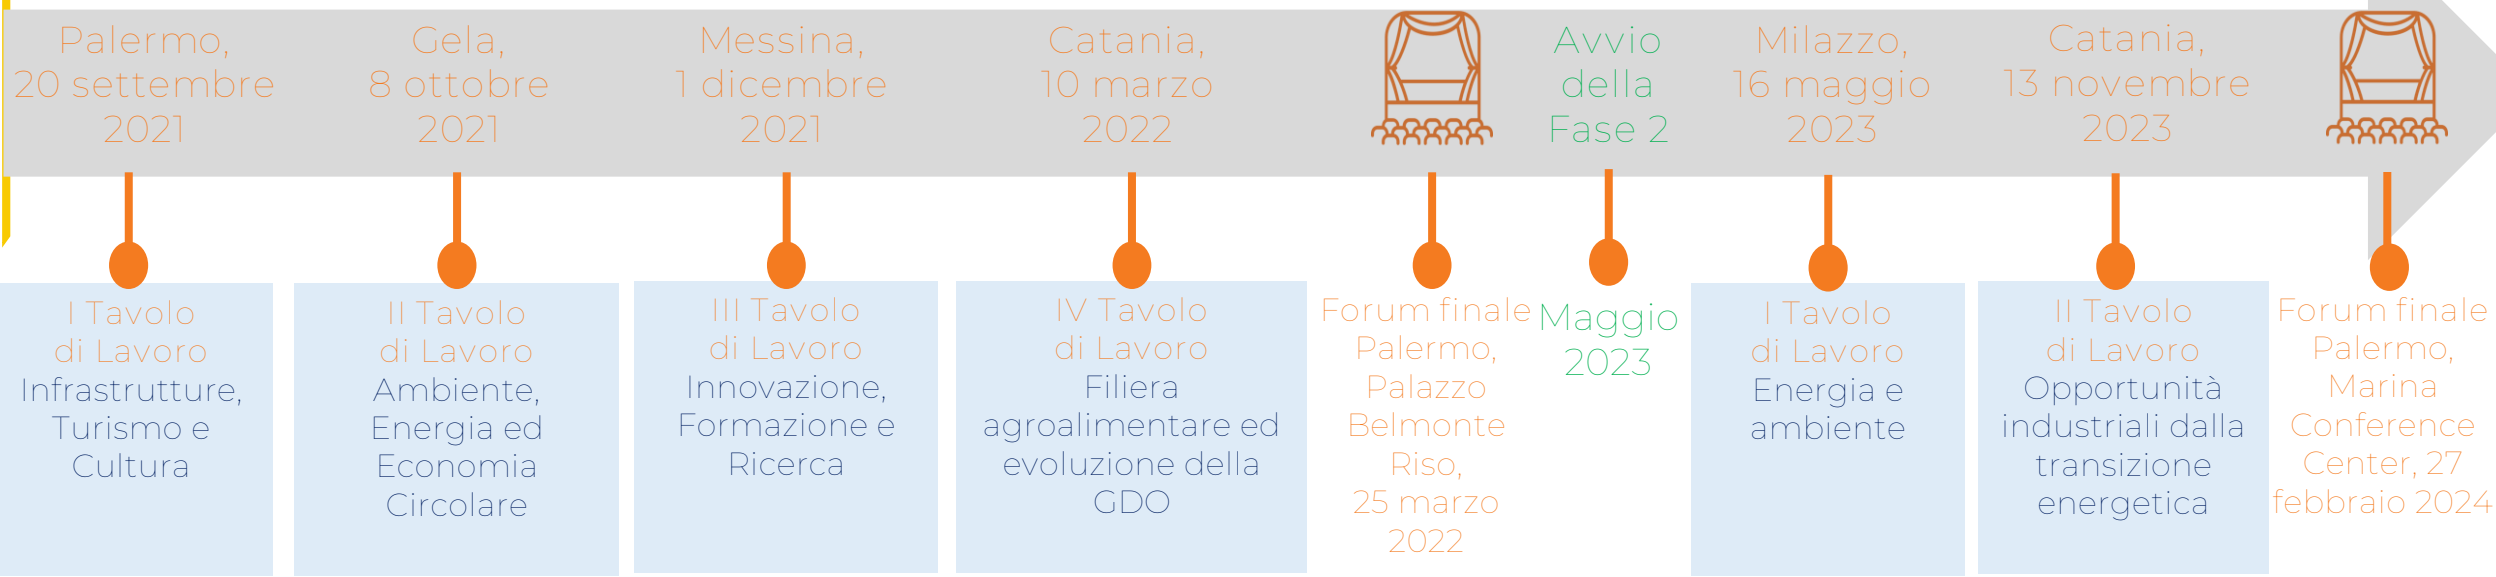 Palermo,
20 settembre
2021
Cela,
8 ottobre
2021
Messina,
1 dicembre
2021
Catania,
10 marzo
2022
Avvio
della
Fase 2
Milazzo,
16 maggio
2023
Catania,
13 novembre
2023
I Tavolo
di Lavoro
Infrastrutture,
Turismo e
Cultura
II Tavolo
di Lavoro
Ambiente,
Energia ed
Economia
Circolare
III Tavolo
di Lavoro
Innovazione,
Formazione e
Ricerca
IV Tavolo
di Lavoro
Filiera
agroalimentare ed
evoluzione della
GDO
Forum finale
Palermo,
Palazzo
Belmonte
Riso,
25 marzo
2022
Maggio
2023
I Tavolo
di Lavoro
Energia e
ambiente
II Tavolo
di Lavoro
Opportunità
industriali dalla
transizione
energetica
Forum finale
Palermo,
Marina
Conference
Center, 27
febbraio 2024